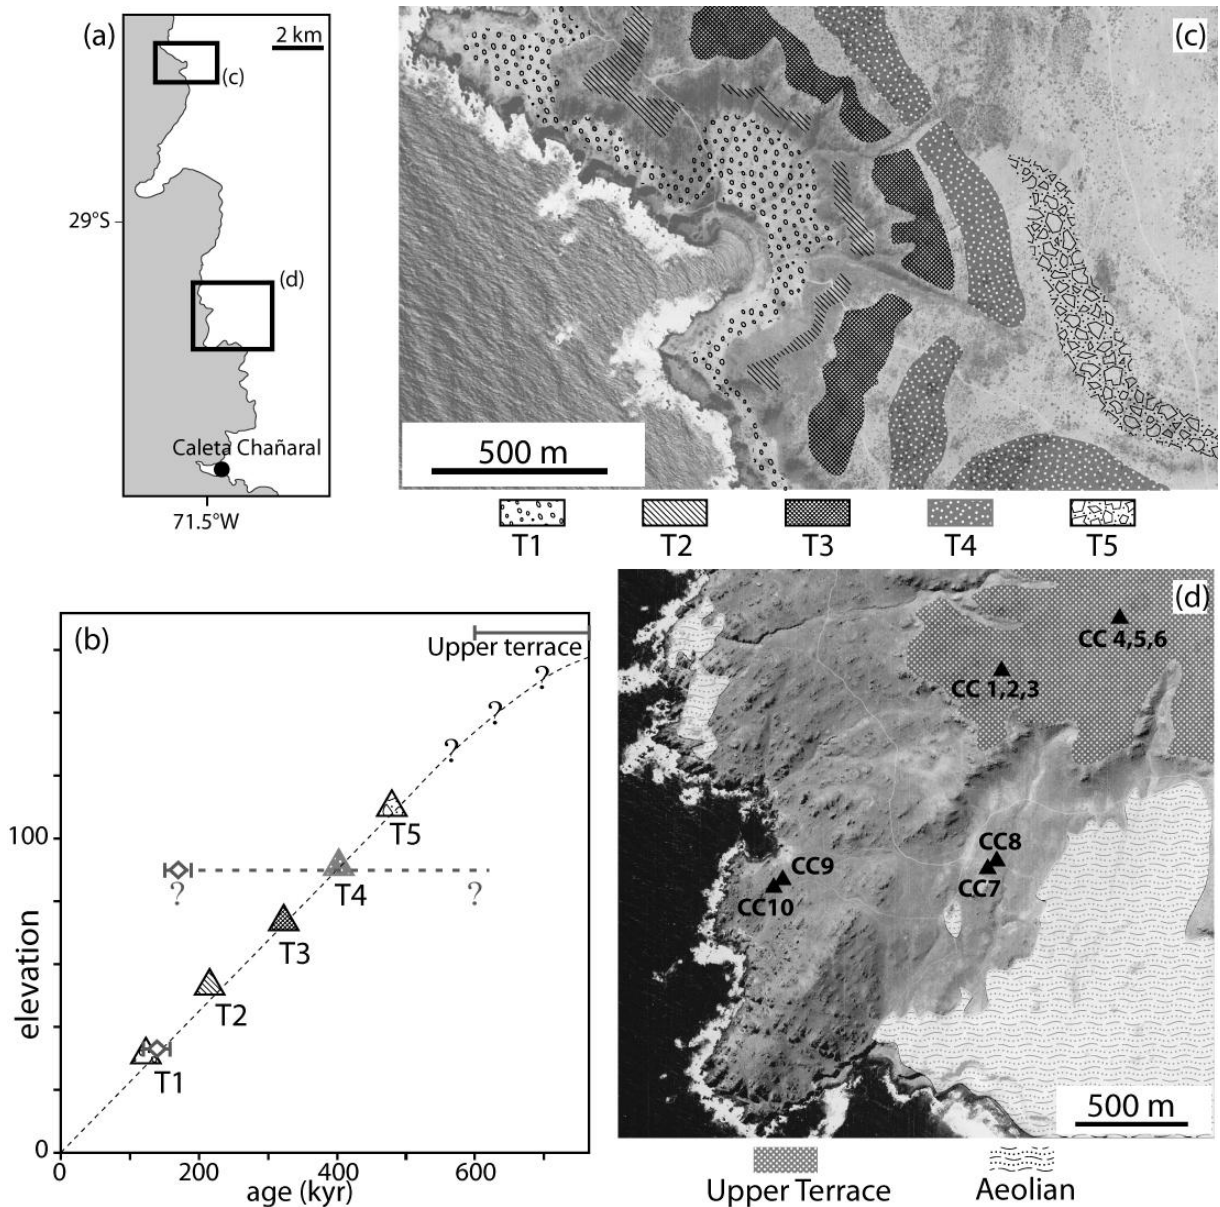 (a)
2 km
(c)
29°S
(d)
Caleta Chañaral
71.5°W
(c)
500 m
T1
T2
T3
T4
T5
(b)
Upper terrace
?
?
?
100
T5
?
?
T4
T3
T2
T1
0
elevation
0
200
400
600
age (kyr)
(d)
CC 4,5,6
CC 1,2,3
CC8
CC9
CC7
CC10
500 m
Upper Terrace
Aeolian